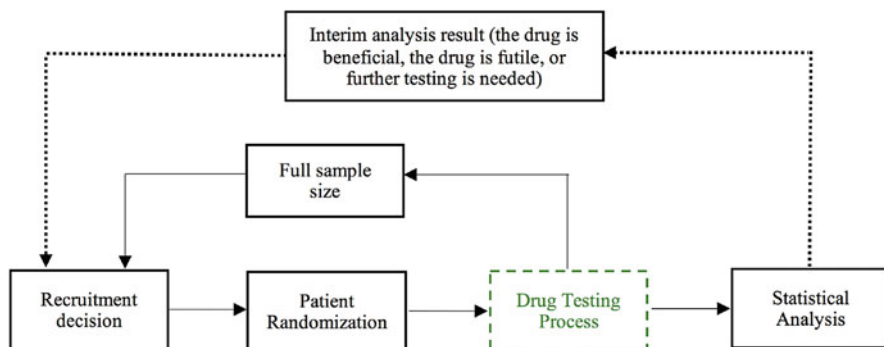 Interim analysis result (the drug is
beneficial, the drug is futile, or
further testing is needed)
Full sample
size
Recruitment
decision
Patient
Randomization
Drug Testing
Process
Statistical
Analysis